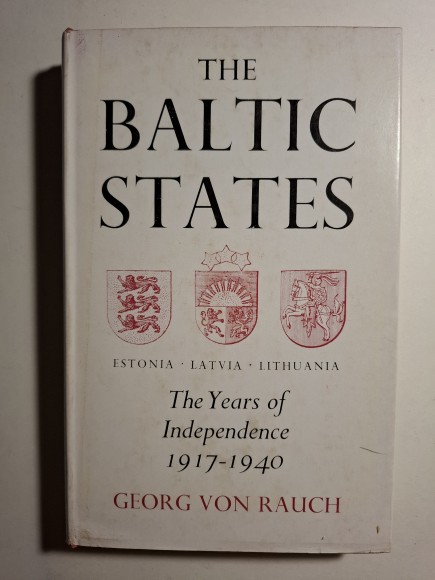 THE
BALTIC
STATES
ESTONIA · LATVIA · LITHUANIA
The Years of
Independence
1917-1940
GEORG VON RAUCH